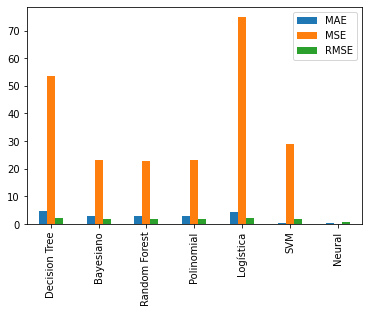 MAE
MSE
RMSE
70
60
50
40
30
20
10
0
Decision Tree
Bayesiano
Random Forest
Polinomial
Logística
SVM
Neural